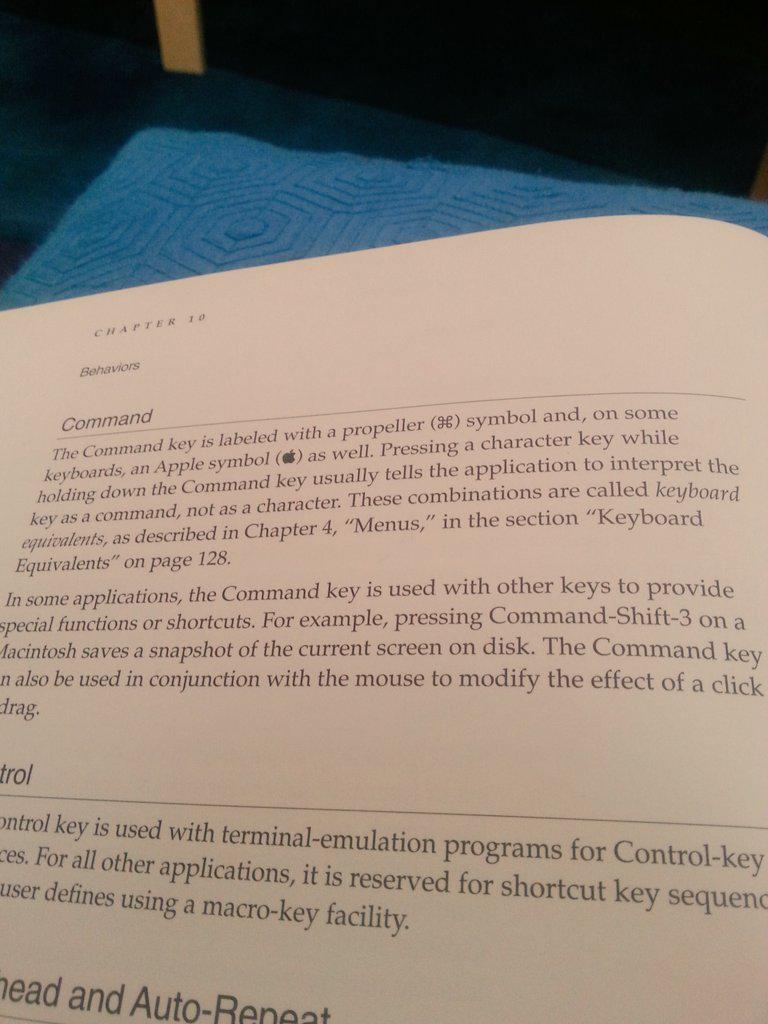 CHAPTER 10
Behaviors
Command
The Command key is labeled with a propeller (⌘) symbol and, on some
keyboards, an Apple symbol () as well. Pressing a character key while
holding down the Command key usually tells the application to interpret the
key as a command, not as a character. These combinations are called keyboard
equivalents, as described in Chapter 4, “Menus,” in the section “Keyboard
Equivalents” on page 128.
In some applications, the Command key is used with other keys to provide
special functions or shortcuts. For example, pressing Command-Shift-3 on a
Macintosh saves a snapshot of the current screen on disk. The Command key
n also be used in conjunction with the mouse to modify the effect of a click
drag.
trol
ontrol key is used with terminal-emulation programs for Control-key
ces. For all other applications, it is reserved for shortcut key sequenc
user defines using a macro-key facility.
head and Auto-Repeat